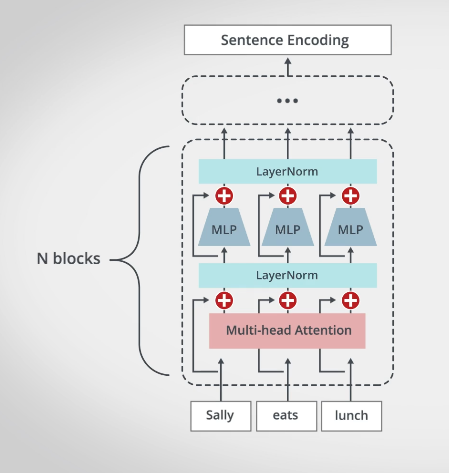 Sentence Encoding
...
LayerNorm
MLP MLP MLP
N blocks
LayerNorm
Multi-head Attention
Sally eats lunch